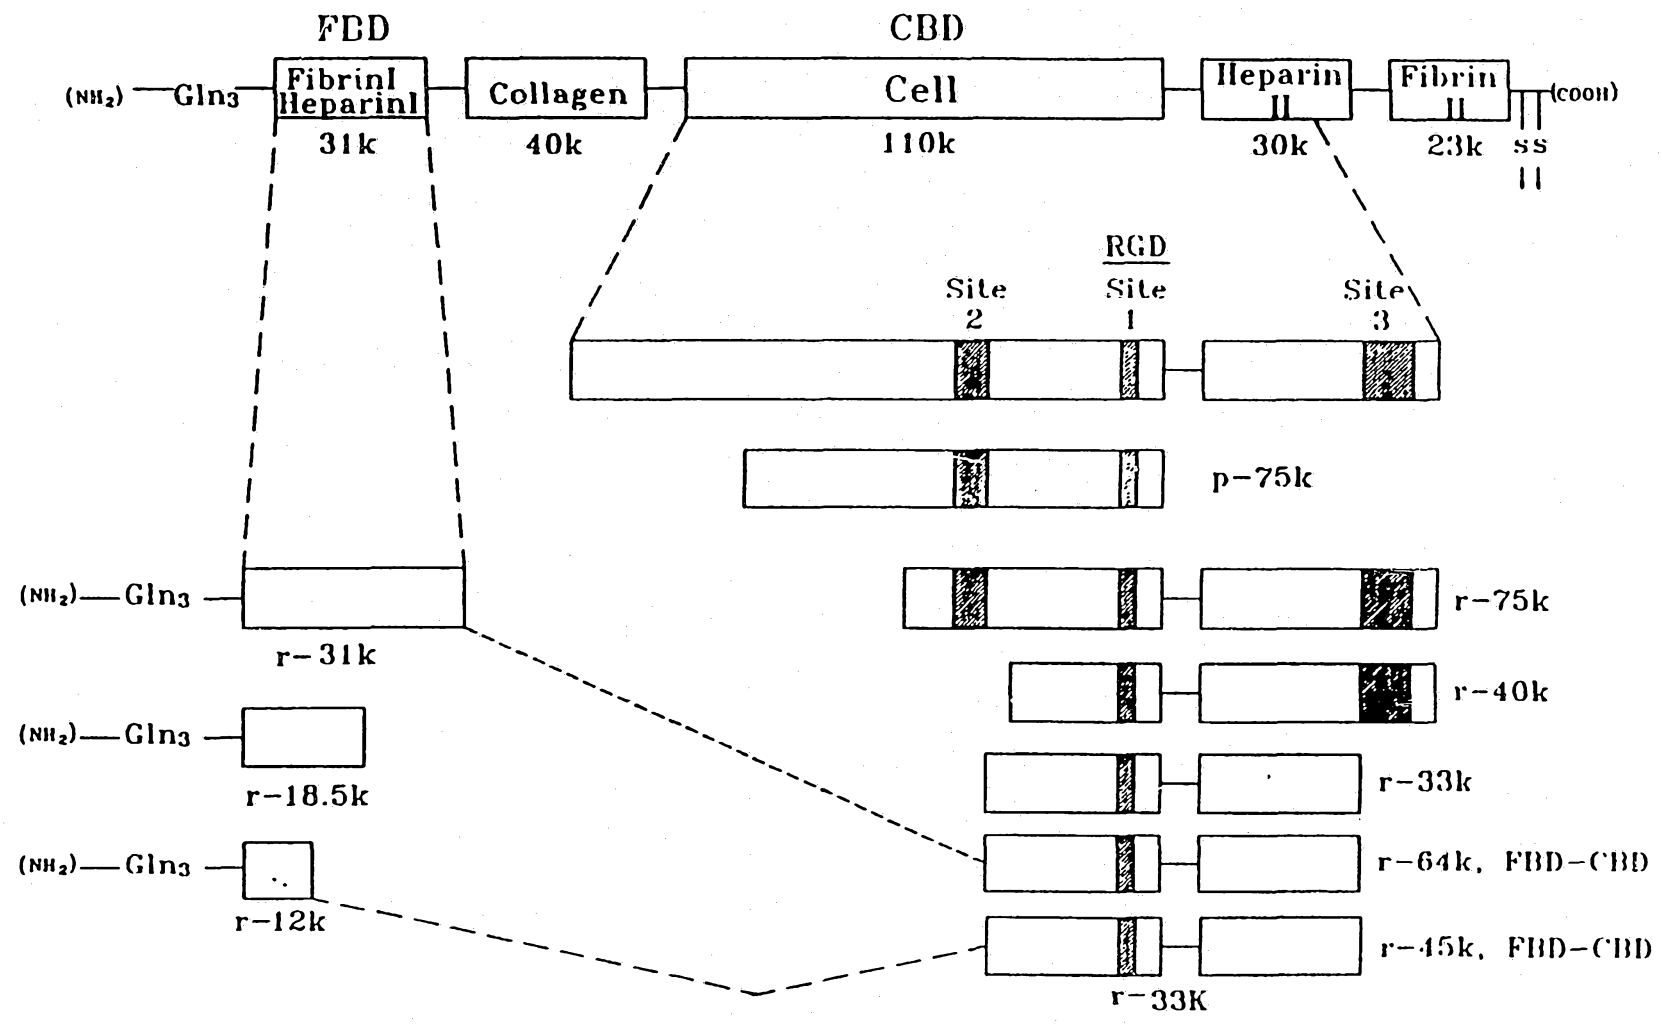 FBD CBD
(NH₂) Gln₃ FibrinI HeparinI Collagen Cell Heparin II Fibrin II (COOH)
31k 40k 110k 30k 23k s s
RGD
Site 2 Site 1 Site 3
p-75k
(NH₂) Gln₃ r-75k
r-31k
r-40k
(NH₂) Gln₃
r-18.5k r-33k
(NH₂) Gln₃ r-64k, FBD-CBD
r-12k
r-45k, FBD-CBD
r-33K